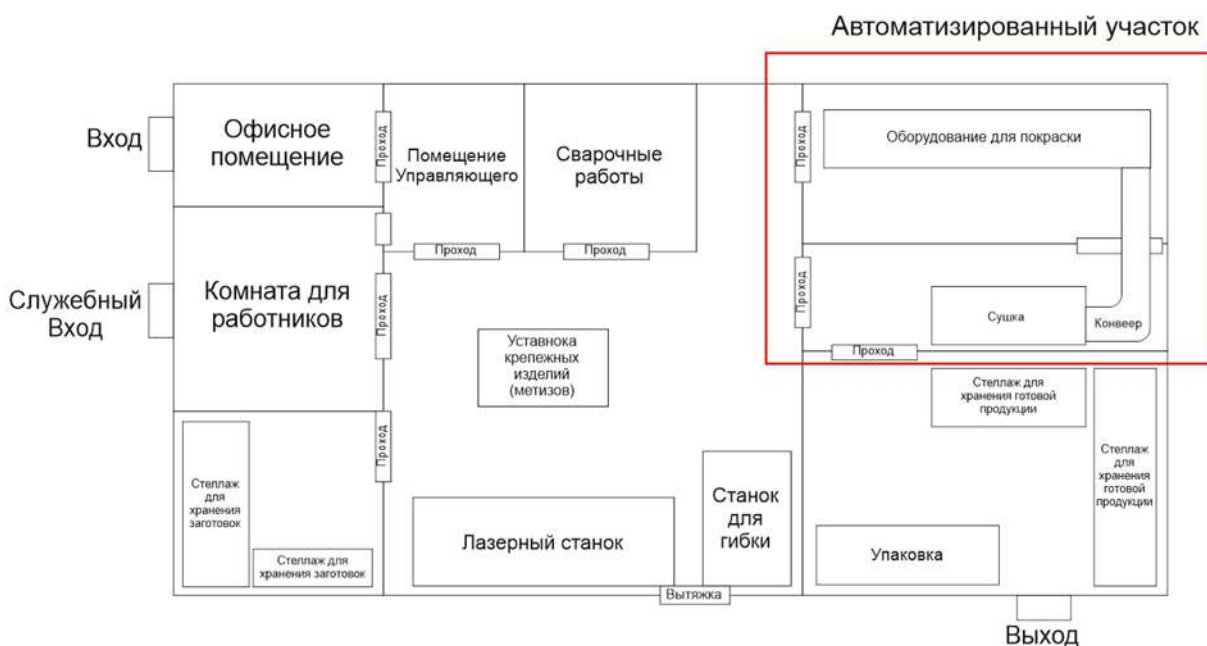 Автоматизированный участок
Вход
Офисное
помещение
Проход
Помещение
Управляющего
Сварочные
работы
Проход
Оборудование для покраски
Проход
Проход
Служебный
Вход
Комната для
работников
Проход
Проход
Сушка
Конвеер
Уставнока
крепежных
изделий
(метизов)
Проход
Стеллаж для
хранения готовой
продукции
Стеллаж
для
хранения
готовой
продукции
Проход
Стеллаж
для
хранения
заготовок
Стеллаж для
хранения заготовок
Лазерный станок
Станок
для
гибки
Упаковка
Вытяжка
Выход